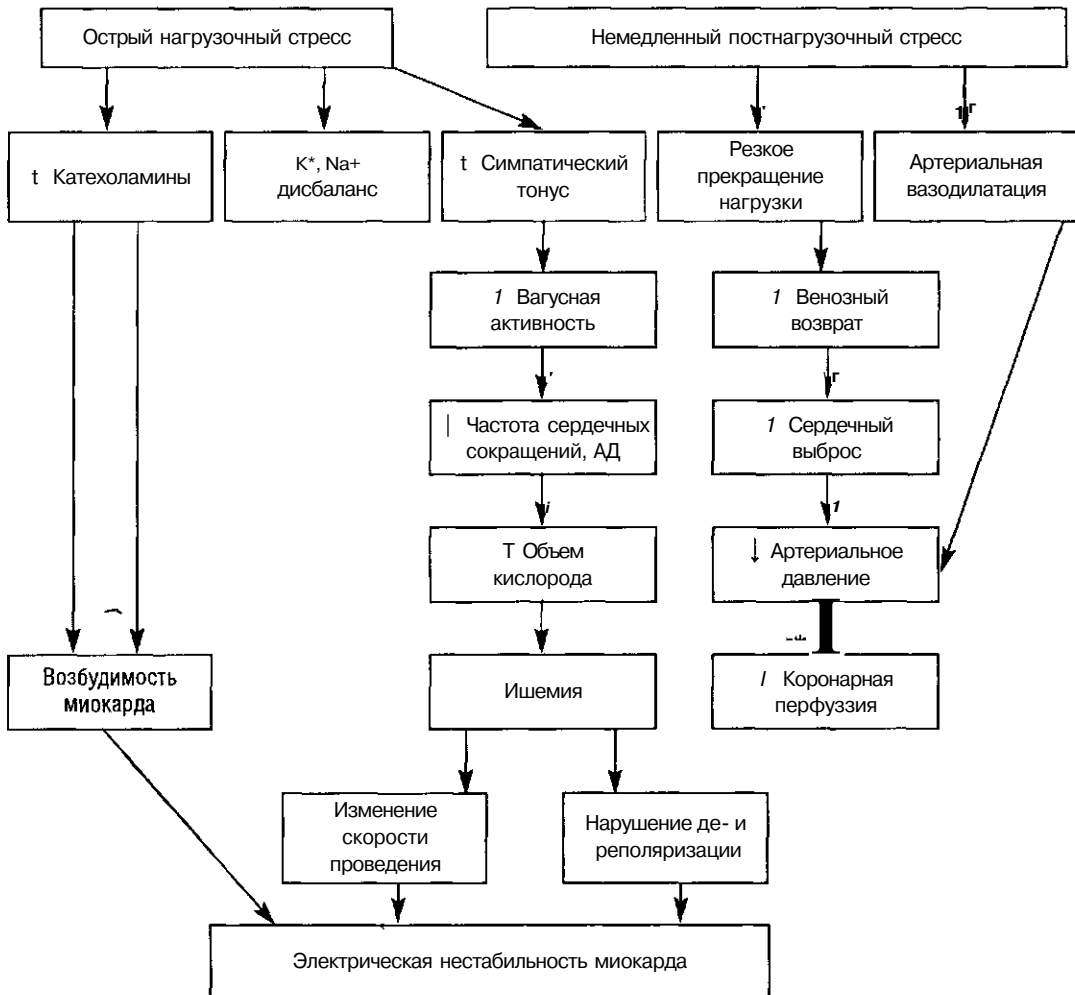 Острый нагрузочный стресс
Немедленный постнагрузочный стресс
t Катехоламины
K*, Na+
дисбаланс
t Симпатический
тонус
Резкое
прекращение
нагрузки
Артериальная
вазодилатация
1 Вагусная
активность
1 Венозный
возврат
| Частота сердечных
сокращений, АД
1 Сердечный
выброс
T Объем
кислорода
↓ Артериальное
давление
Возбудимость
миокарда
Ишемия
I Коронарная
перфуззия
Изменение
скорости
проведения
Нарушение де- и
реполяризации
Электрическая нестабильность миокарда